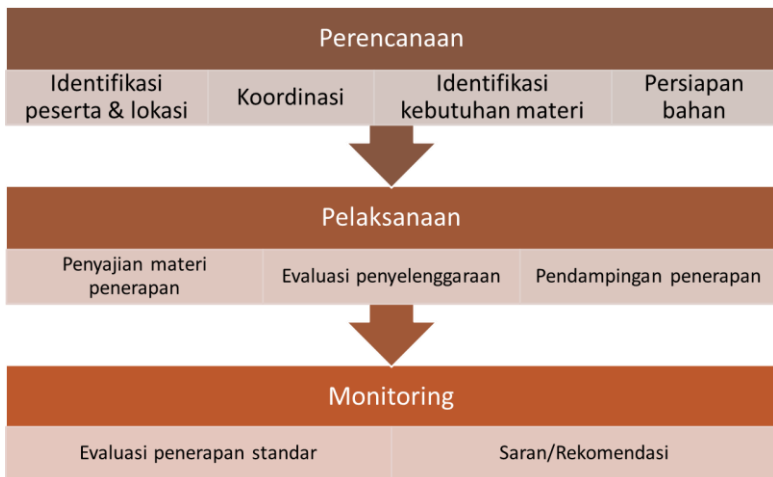 Perencanaan
Identifikasi
peserta & lokasi
Koordinasi
Identifikasi
kebutuhan materi
Persiapan
bahan
Pelaksanaan
Penyajian materi
penerapan
Evaluasi penyelenggaraan
Pendampingan penerapan
Monitoring
Evaluasi penerapan standar
Saran/Rekomendasi